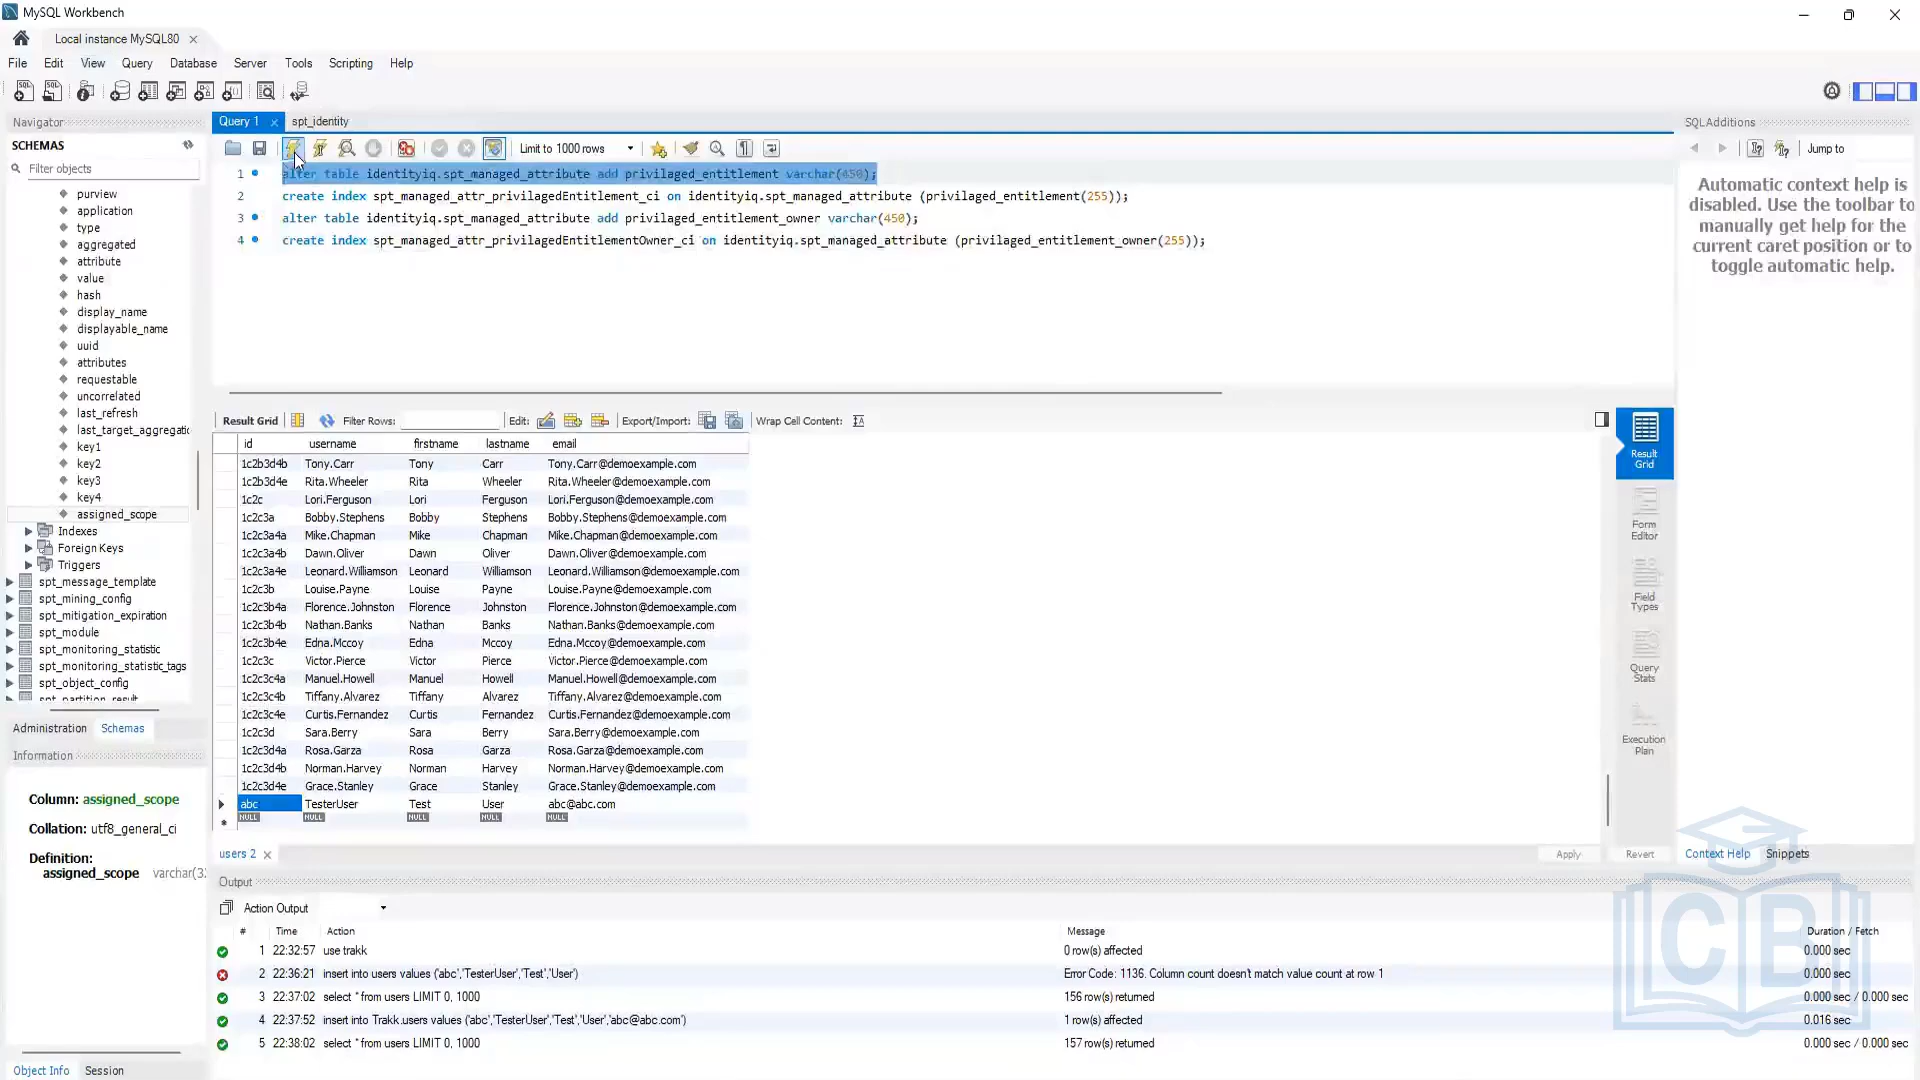 MySQL Workbench
Local instance MySQL80
File Edit View Query Database Server Tools Scripting Help
Navigator
SCHEMAS
Filter objects
purview
application
type
aggregated
attribute
value
hash
display_name
displayable_name
uuid
attributes
requestable
uncorrelated
last_refresh
last_target_aggregatic
key1
key2
key3
key4
assigned_scope
Indexes
Foreign Keys
Triggers
spt_message_template
spt_mining_config
spt_mitigation_expiration
spt_module
spt_monitoring_statistic
spt_monitoring_statistic_tags
spt_object_config
spt_partition_result
Administration Schemas
Information
Column: assigned_scope
Collation: utf8_general_ci
Definition:
assigned_scope varchar(3
Object Info Session
Query 1 spt_identity
Limit to 1000 rows
1 alter table identityiq.spt_managed_attribute add privilaged_entitlement varchar(450);
2 create index spt_managed_attr_privilagedEntitlement_ci on identityiq.spt_managed_attribute (privilaged_entitlement(255));
3 alter table identityiq.spt_managed_attribute add privilaged_entitlement_owner varchar(450);
4 create index spt_managed_attr_privilagedEntitlementOwner_ci on identityiq.spt_managed_attribute (privilaged_entitlement_owner(255));
Result Grid Filter Rows: Edit: Export/Import: Wrap Cell Content:
id username firstname lastname email
1c2b3d4b Tony.Carr Tony Carr Tony.Carr@demoexample.com
1c2b3d4e Rita.Wheeler Rita Wheeler Rita.Wheeler@demoexample.com
1c2c Lori.Ferguson Lori Ferguson Lori.Ferguson@demoexample.com
1c2c3a Bobby.Stephens Bobby Stephens Bobby.Stephens@demoexample.com
1c2c3a4a Mike.Chapman Mike Chapman Mike.Chapman@demoexample.com
1c2c3a4b Dawn.Oliver Dawn Oliver Dawn.Oliver@demoexample.com
1c2c3a4e Leonard.Williamson Leonard Williamson Leonard.Williamson@demoexample.com
1c2c3b Louise.Payne Louise Payne Louise.Payne@demoexample.com
1c2c3b4a Florence.Johnston Florence Johnston Florence.Johnston@demoexample.com
1c2c3b4b Nathan.Banks Nathan Banks Nathan.Banks@demoexample.com
1c2c3b4e Edna.Mccoy Edna Mccoy Edna.Mccoy@demoexample.com
1c2c3c Victor.Pierce Victor Pierce Victor.Pierce@demoexample.com
1c2c3c4a Manuel.Howell Manuel Howell Manuel.Howell@demoexample.com
1c2c3c4b Tiffany.Alvarez Tiffany Alvarez Tiffany.Alvarez@demoexample.com
1c2c3c4e Curtis.Fernandez Curtis Fernandez Curtis.Fernandez@demoexample.com
1c2c3d Sara.Berry Sara Berry Sara.Berry@demoexample.com
1c2c3d4a Rosa.Garza Rosa Garza Rosa.Garza@demoexample.com
1c2c3d4b Norman.Harvey Norman Harvey Norman.Harvey@demoexample.com
1c2c3d4e Grace.Stanley Grace Stanley Grace.Stanley@demoexample.com
abc TesterUser Test User abc@abc.com
NULL NULL NULL NULL NULL
users 2 Apply Revert
Result Grid
Form Editor
Field Types
Query Stats
Execution Plan
Output
Action Output
# Time Action Message Duration / Fetch
1 22:32:57 use trakk 0 row(s) affected 0.000 sec
2 22:36:21 insert into users values ('abc','TesterUser','Test','User') Error Code: 1136. Column count doesn't match value count at row 1 0.000 sec
3 22:37:02 select * from users LIMIT 0, 1000 156 row(s) returned 0.000 sec / 0.000 sec
4 22:37:52 insert into Trakk.users values ('abc','TesterUser','Test','User','abc@abc.com') 1 row(s) affected 0.016 sec
5 22:38:02 select * from users LIMIT 0, 1000 157 row(s) returned 0.000 sec / 0.000 sec
SQLAdditions
Jump to
Automatic context help is
disabled. Use the toolbar to
manually get help for the
current caret position or to
toggle automatic help.
Context Help Snippets
CB